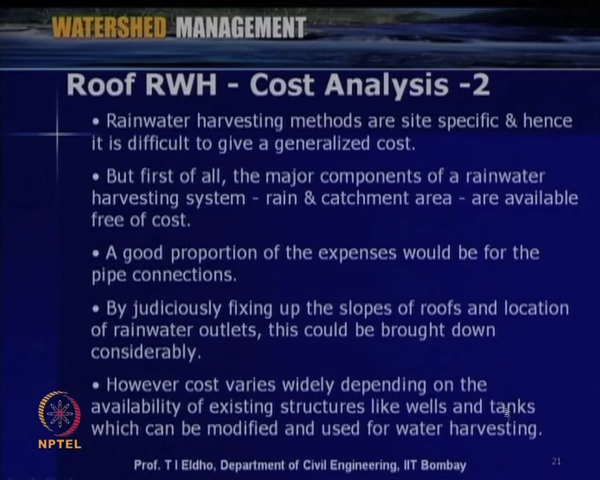 WATERSHED MANAGEMENT
Roof RWH - Cost Analysis -2
• Rainwater harvesting methods are site specific & hence
it is difficult to give a generalized cost.
• But first of all, the major components of a rainwater
harvesting system - rain & catchment area - are available
free of cost.
• A good proportion of the expenses would be for the
pipe connections.
• By judiciously fixing up the slopes of roofs and location
of rainwater outlets, this could be brought down
considerably.
• However cost varies widely depending on the
availability of existing structures like wells and tanks
which can be modified and used for water harvesting.
NPTEL
Prof. T I Eldho, Department of Civil Engineering, IIT Bombay
21